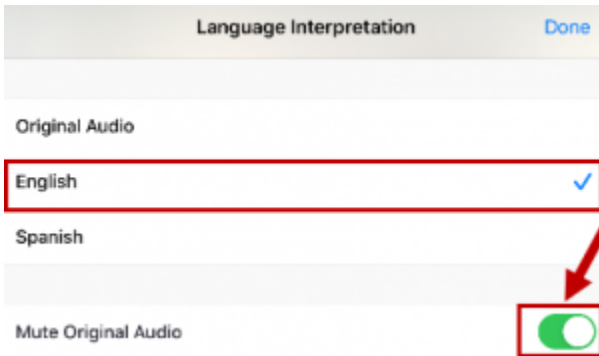 Language Interpretation Done
Original Audio
English
Spanish
Mute Original Audio